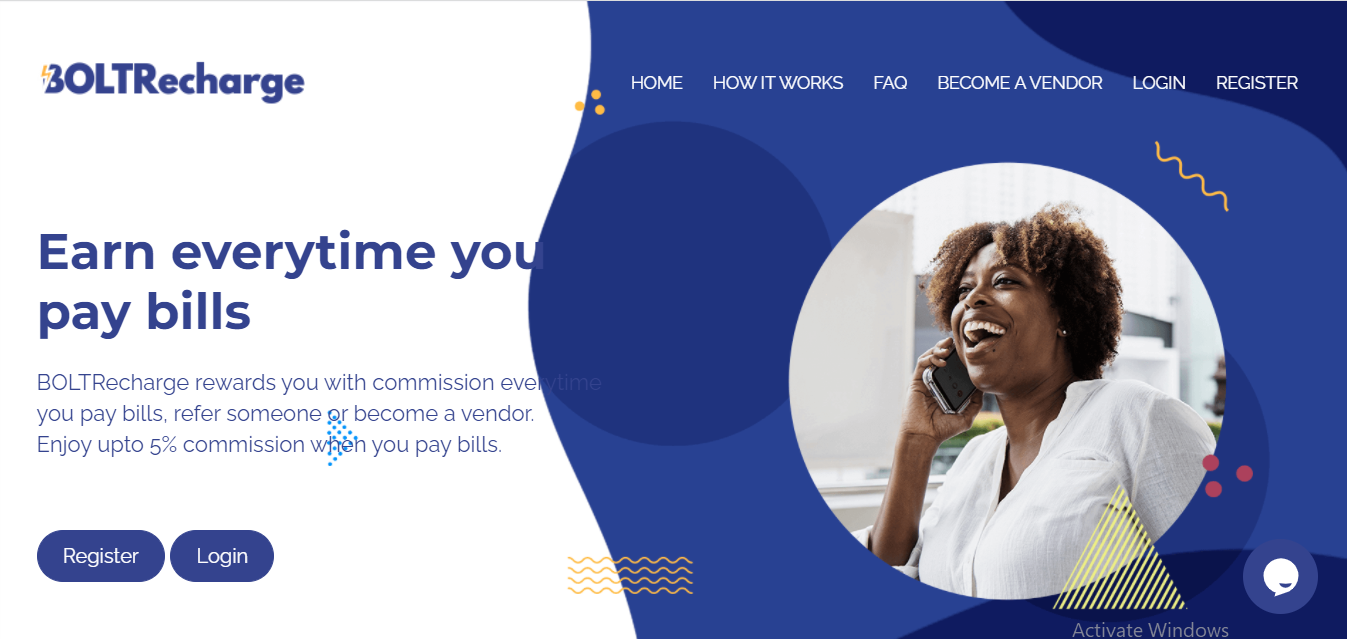 BOLTRecharge
HOME HOW IT WORKS FAQ BECOME A VENDOR LOGIN REGISTER
Earn everytime you
pay bills
BOLTRecharge rewards you with commission everytime
you pay bills, refer someone or become a vendor.
Enjoy upto 5% commission when you pay bills.
Register Login
Activate Windows